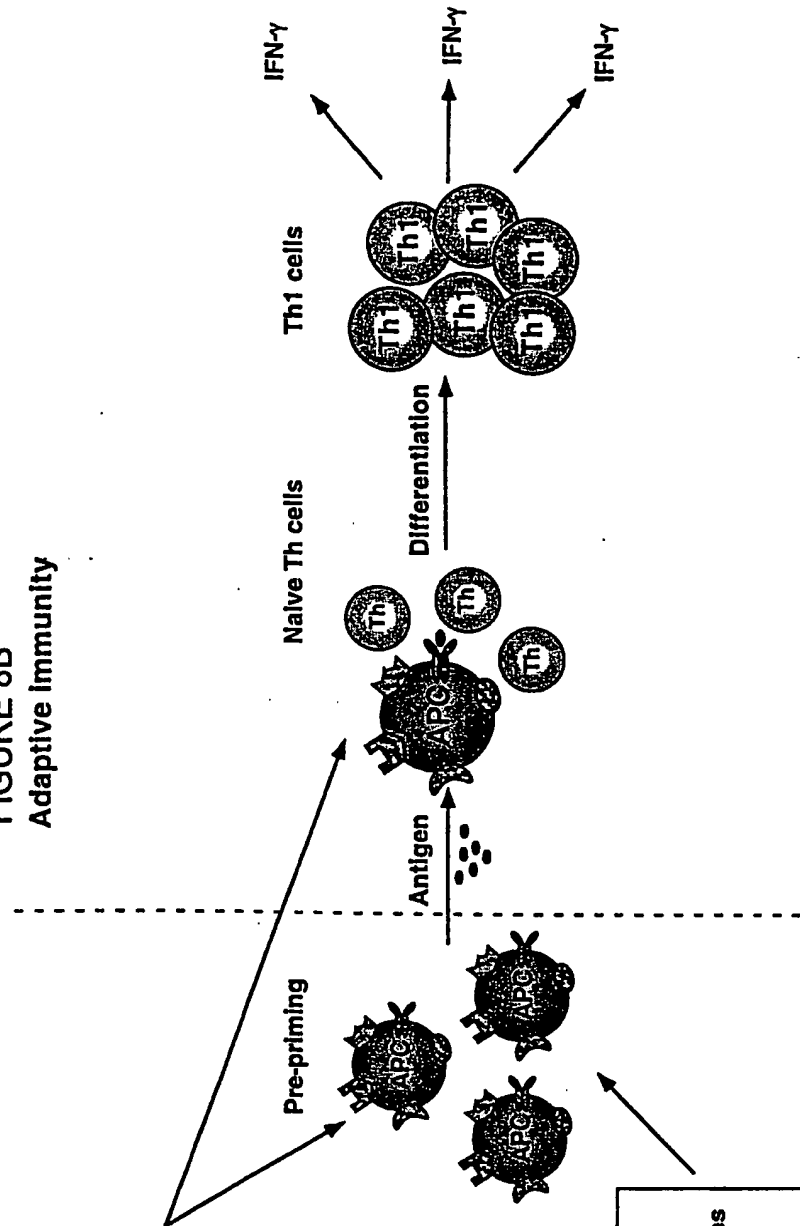 FIGURE
Adaptive Immunity
Pre-priming
Naive Th cells
Th1 cells
IFN-γ
APC
APC
APC
Antigen
APC
Th
Th
Th
Differentiation
Th1
Th1
Th1
Th1
Th1
Th1
IFN-γ
IFN-γ